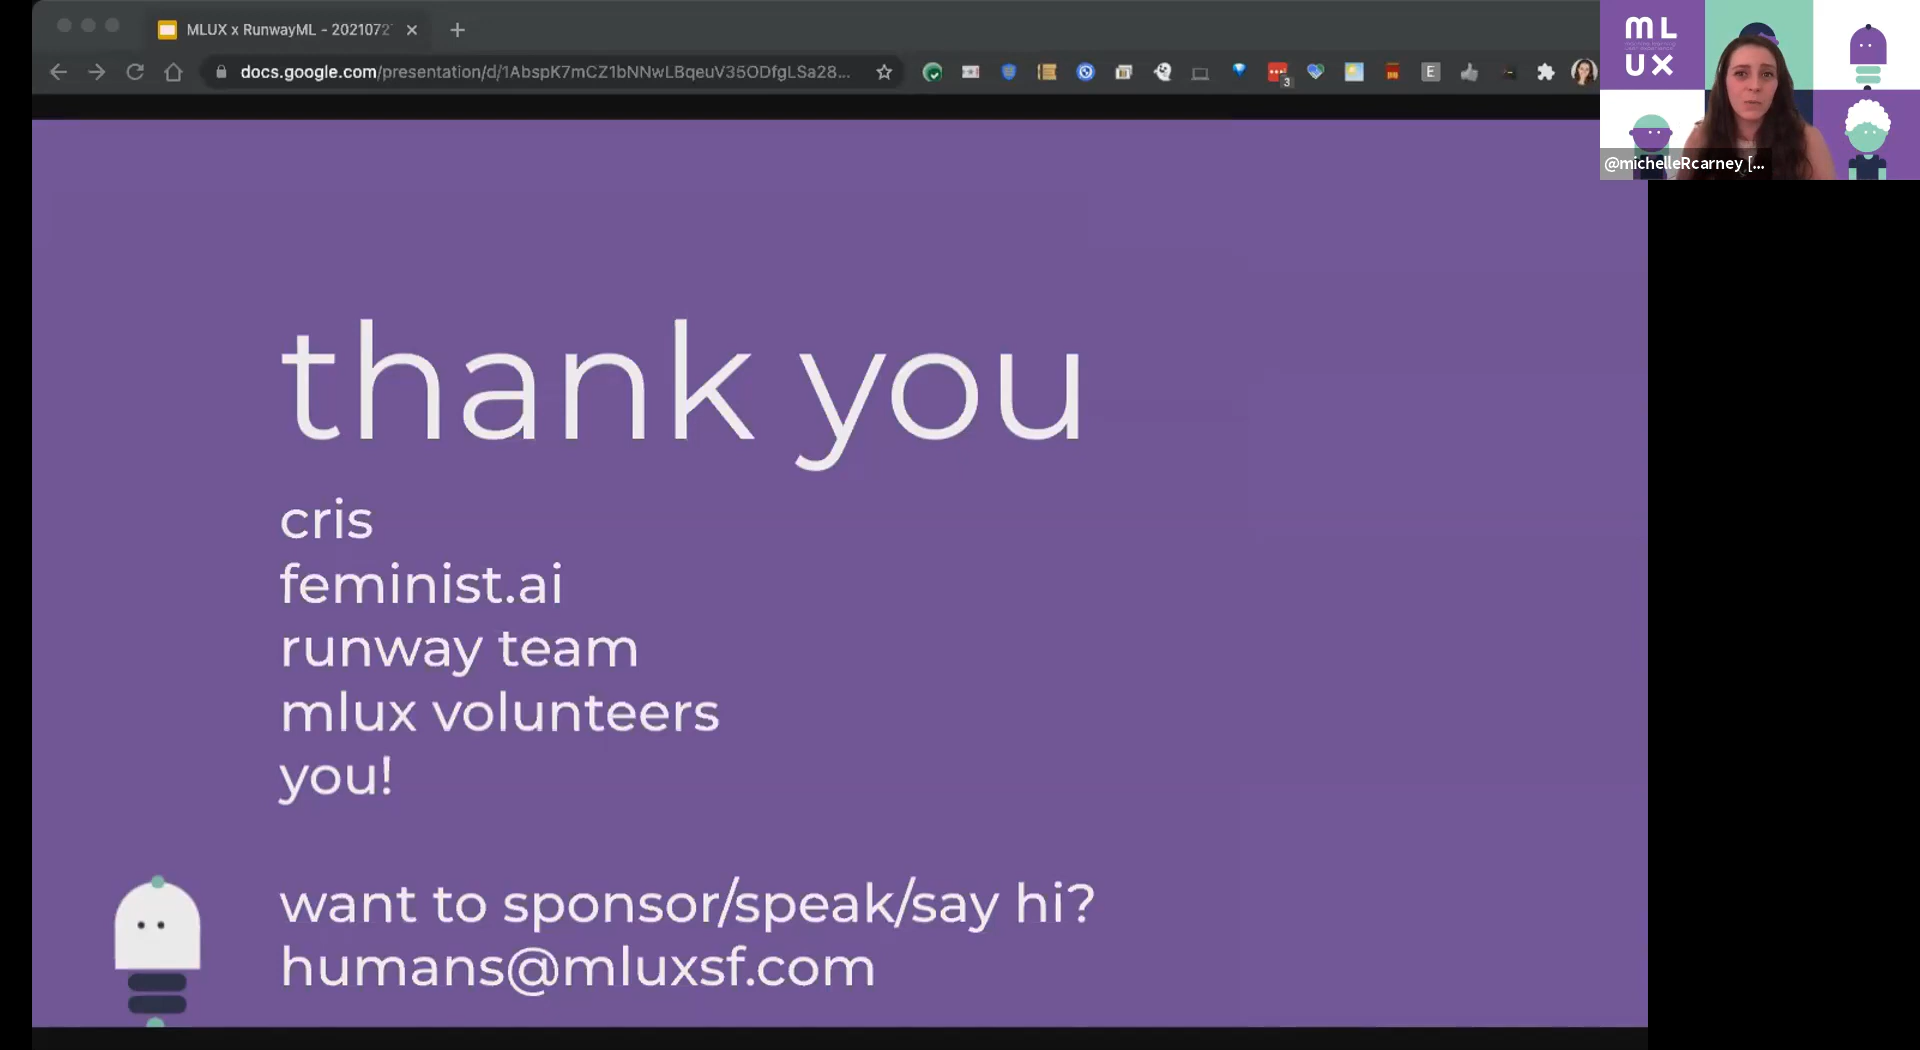 MLUX x RunwayML - 2021072
docs.google.com/presentation/d/1AbspK7mCZ1bNNwLBqeuV35ODfgLSa28...
3
E
ML
UX
@michelleRcarney [...
thank you
cris
feminist.ai
runway team
mlux volunteers
you!
want to sponsor/speak/say hi?
humans@mluxsf.com